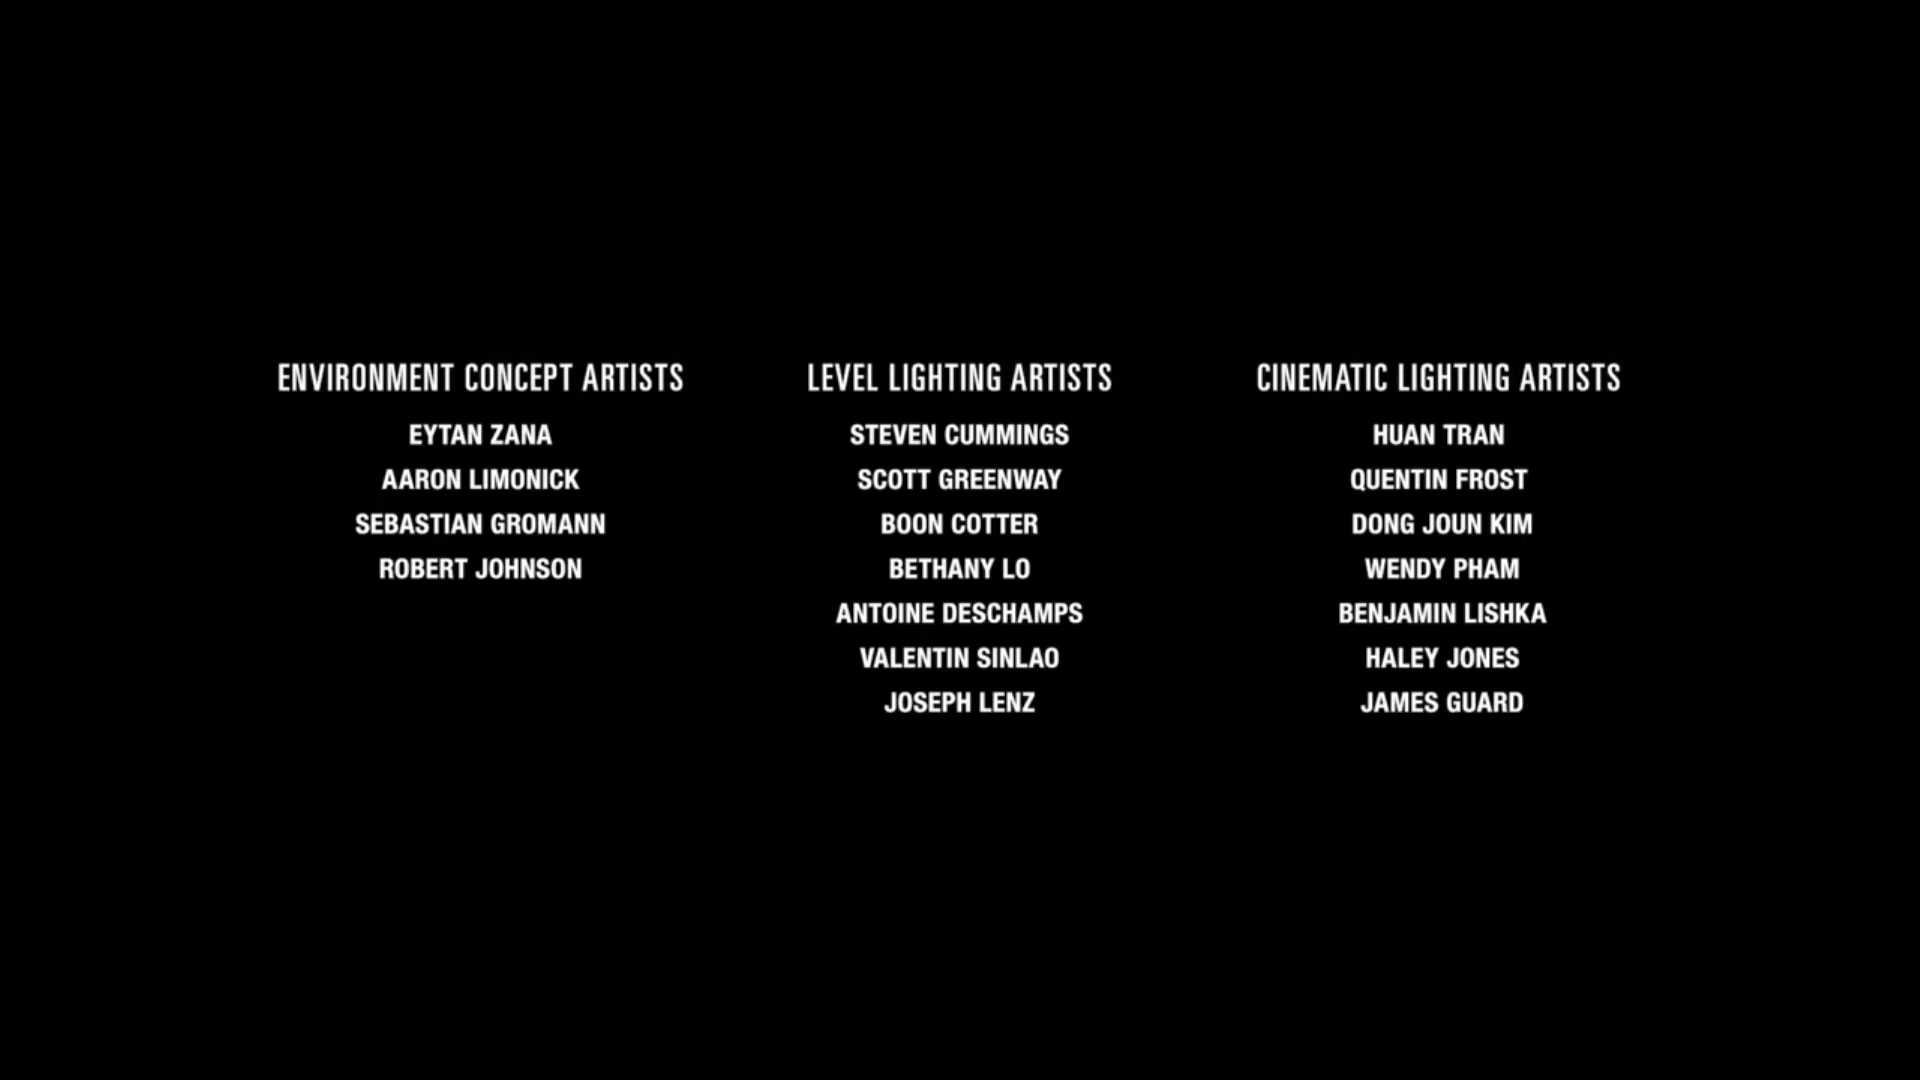 ENVIRONMENT CONCEPT ARTISTS
EYTAN ZANA
AARON LIMONICK
SEBASTIAN GROMANN
ROBERT JOHNSON
LEVEL LIGHTING ARTISTS
STEVEN CUMMINGS
SCOTT GREENWAY
BOON COTTER
BETHANY LO
ANTOINE DESCHAMPS
VALENTIN SINLAO
JOSEPH LENZ
CINEMATIC LIGHTING ARTISTS
HUAN TRAN
QUENTIN FROST
DONG JOUN KIM
WENDY PHAM
BENJAMIN LISHKA
HALEY JONES
JAMES GUARD